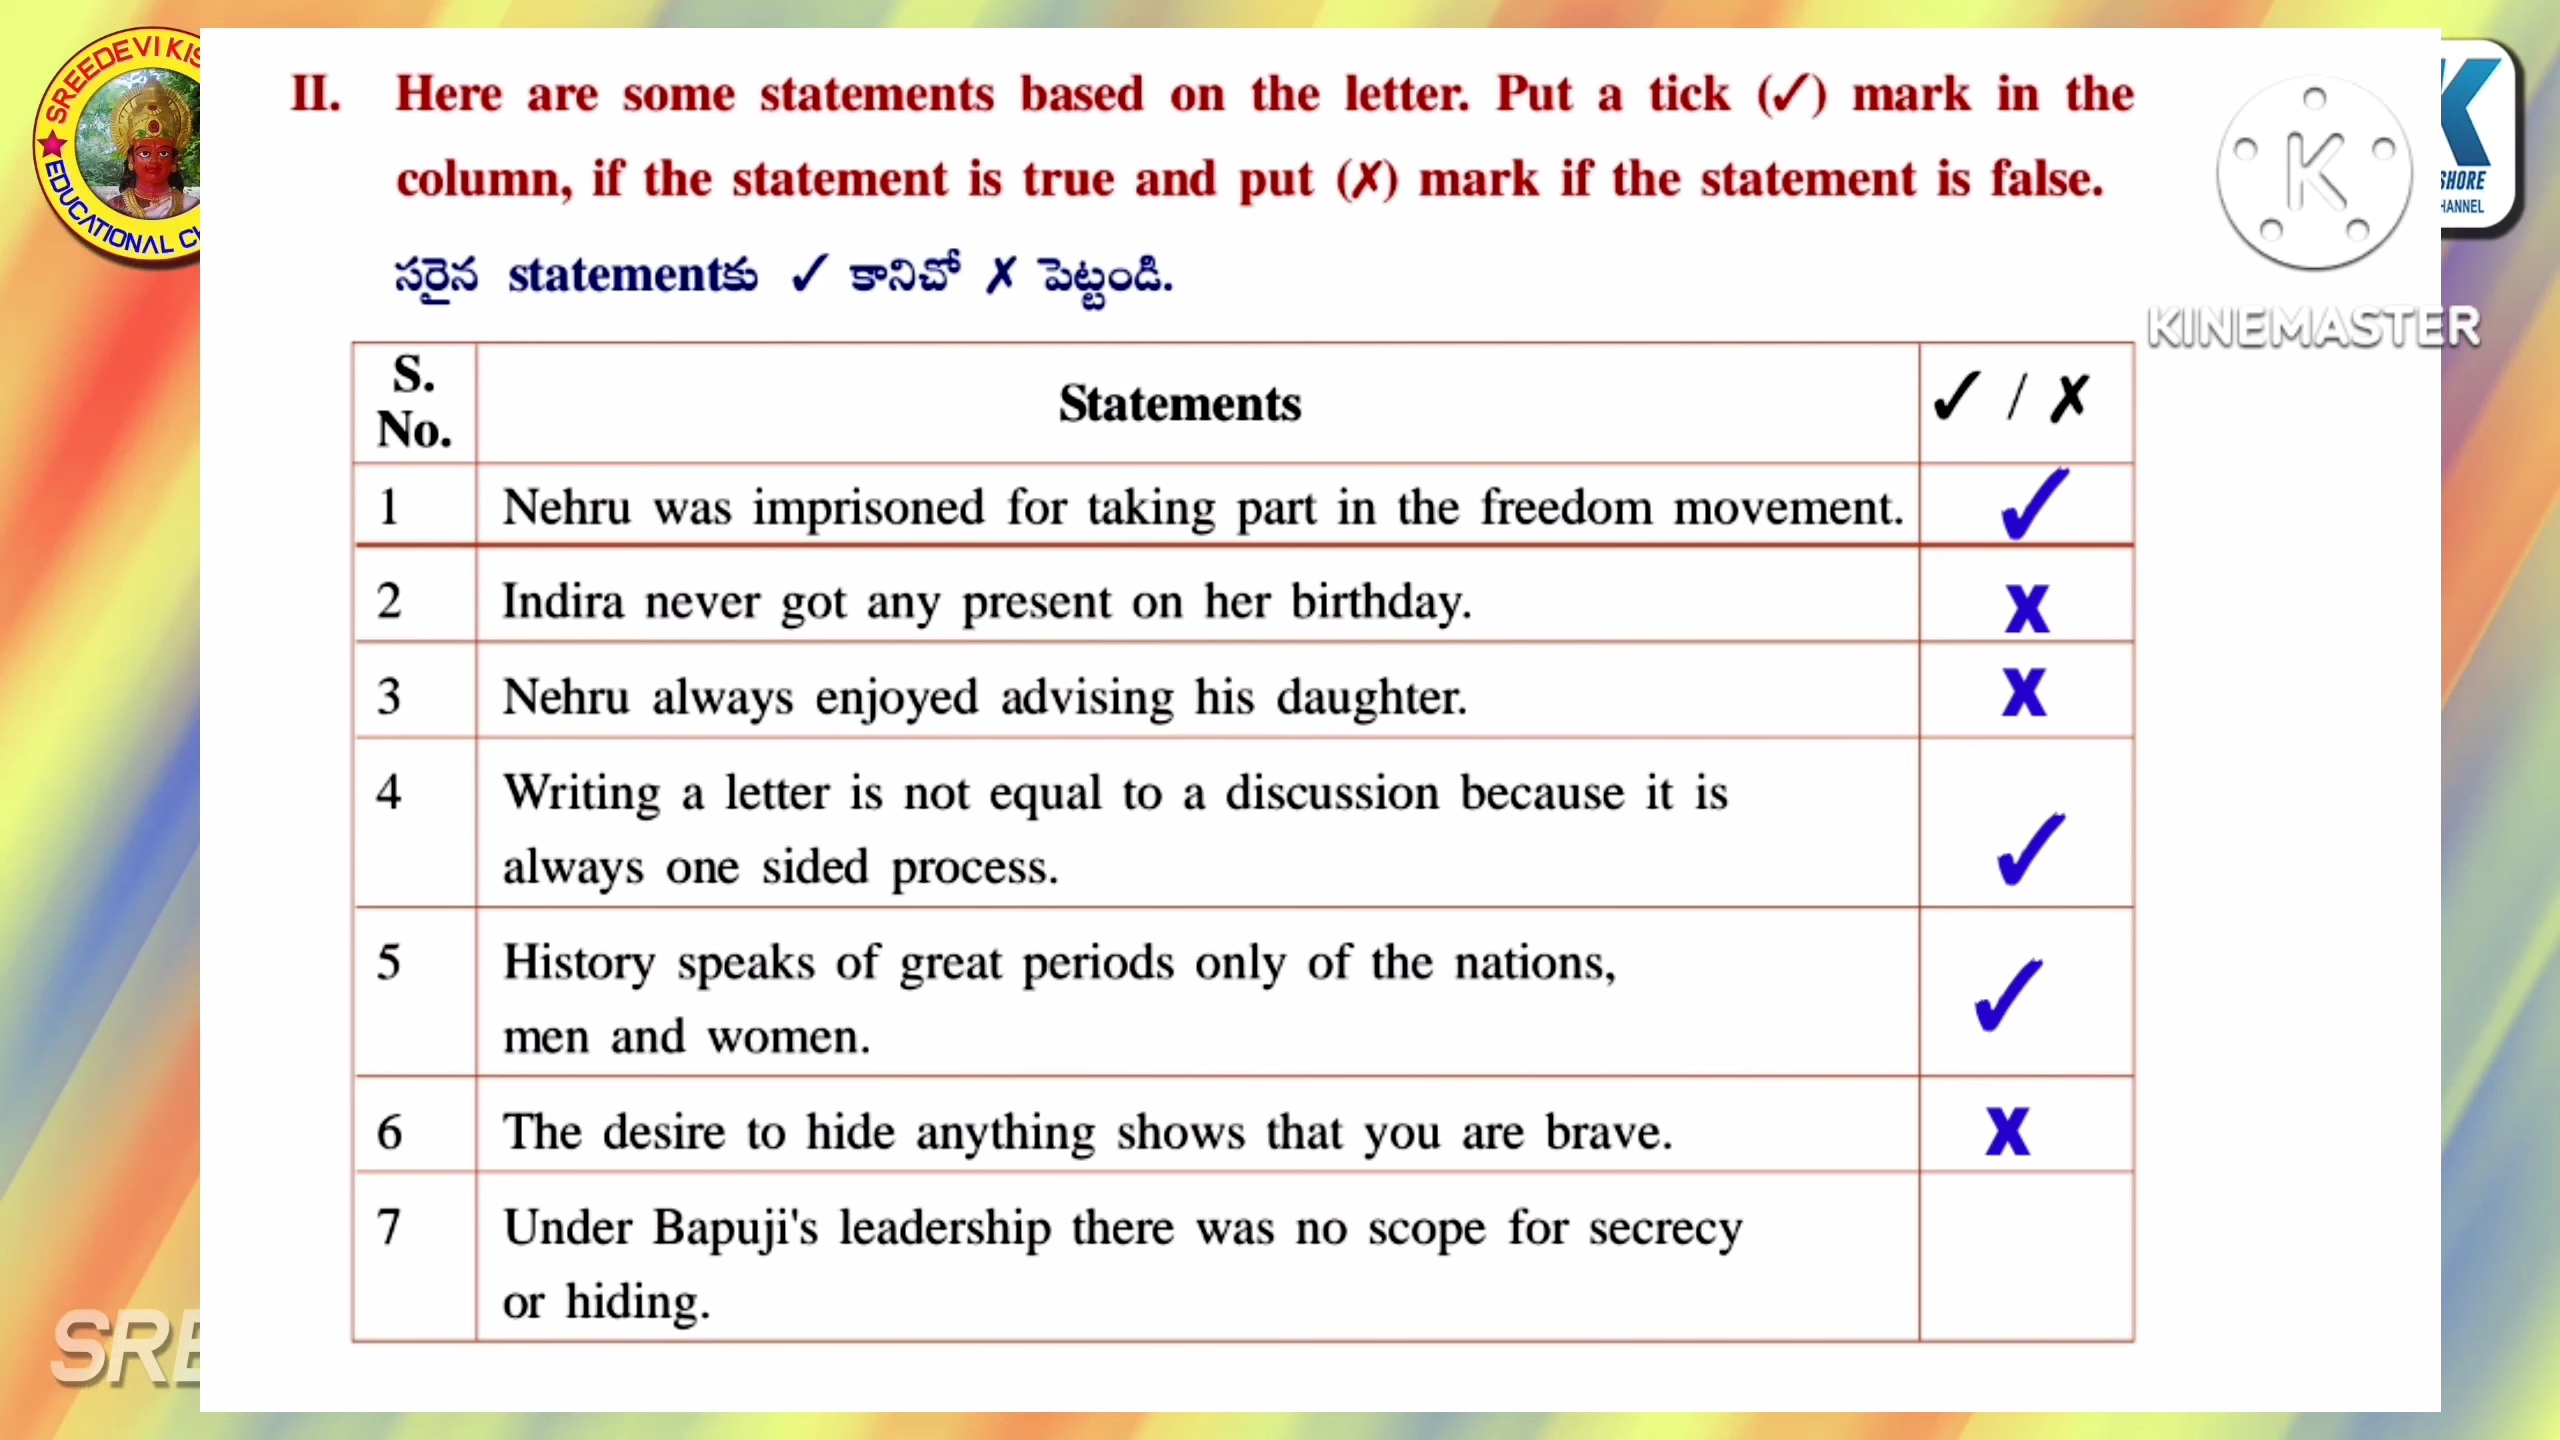 SREEDEVI KIS
EDUCATIONAL CH
II. Here are some statements based on the letter. Put a tick (✓) mark in the
column, if the statement is true and put (✗) mark if the statement is false.
సరైన statementకు ✓ కానిచో ✗ పెట్టండి.
K
SHORE
HANNEL
KINEMASTER
S. No. Statements ✓ / ✗
1 Nehru was imprisoned for taking part in the freedom movement. ✓
2 Indira never got any present on her birthday. x
3 Nehru always enjoyed advising his daughter. x
4 Writing a letter is not equal to a discussion because it is
always one sided process. ✓
5 History speaks of great periods only of the nations,
men and women. ✓
6 The desire to hide anything shows that you are brave. x
7 Under Bapuji's leadership there was no scope for secrecy
or hiding.
SRE